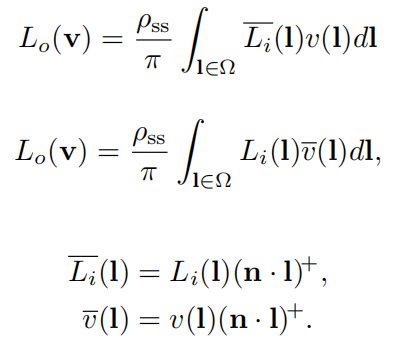 $L_o(\mathbf{v}) = \frac{\rho_{\text{ss}}}{\pi} \int_{\mathbf{l} \in \Omega} \overline{L_i}(\mathbf{l}) v(\mathbf{l}) d\mathbf{l}$
$L_o(\mathbf{v}) = \frac{\rho_{\text{ss}}}{\pi} \int_{\mathbf{l} \in \Omega} L_i(\mathbf{l}) \overline{v}(\mathbf{l}) d\mathbf{l},$
$\overline{L_i}(\mathbf{l}) = L_i(\mathbf{l}) (\mathbf{n} \cdot \mathbf{l})^+,$
$\overline{v}(\mathbf{l}) = v(\mathbf{l}) (\mathbf{n} \cdot \mathbf{l})^+.$